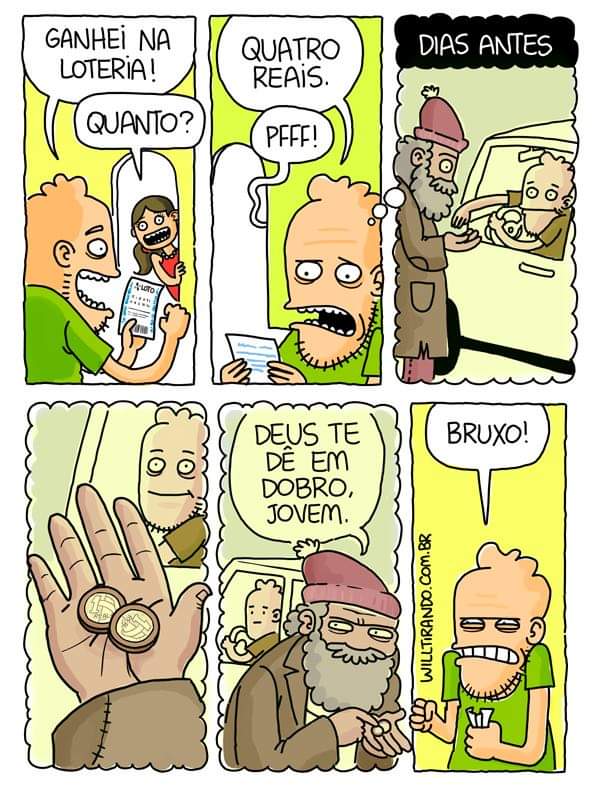 GANHEI NA
LOTERIA!
QUANTO?
QUATRO
REAIS.
PFFF!
DIAS ANTES
DEUS TE
DÊ EM
DOBRO,
JOVEM.
BRUXO!
WILLTIRANDO.COM.BR